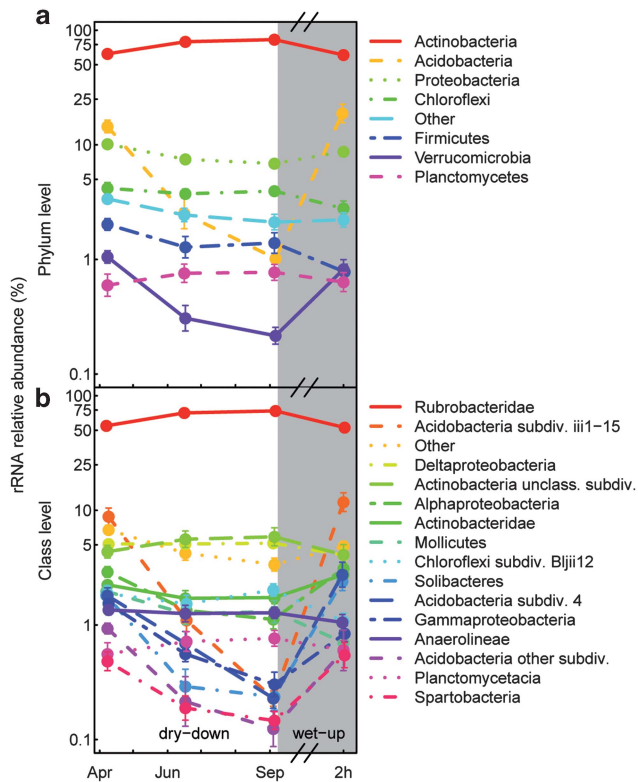 a
100
75
50
25
10
5
1
0.1
Phylum level
Actinobacteria
Acidobacteria
Proteobacteria
Chloroflexi
Other
Firmicutes
Verrucomicrobia
Planctomycetes
rRNA relative abundance (%)
b
100
75
50
25
10
5
1
0.1
Class level
Rubrobacteridae
Acidobacteria subdiv. iii1−15
Other
Deltaproteobacteria
Actinobacteria unclass. subdiv.
Alphaproteobacteria
Actinobacteridae
Mollicutes
Chloroflexi subdiv. Bljii12
Solibacteres
Acidobacteria subdiv. 4
Gammaproteobacteria
Anaerolineae
Acidobacteria other subdiv.
Planctomycetacia
Spartobacteria
dry−down wet−up
Apr Jun Sep 2h